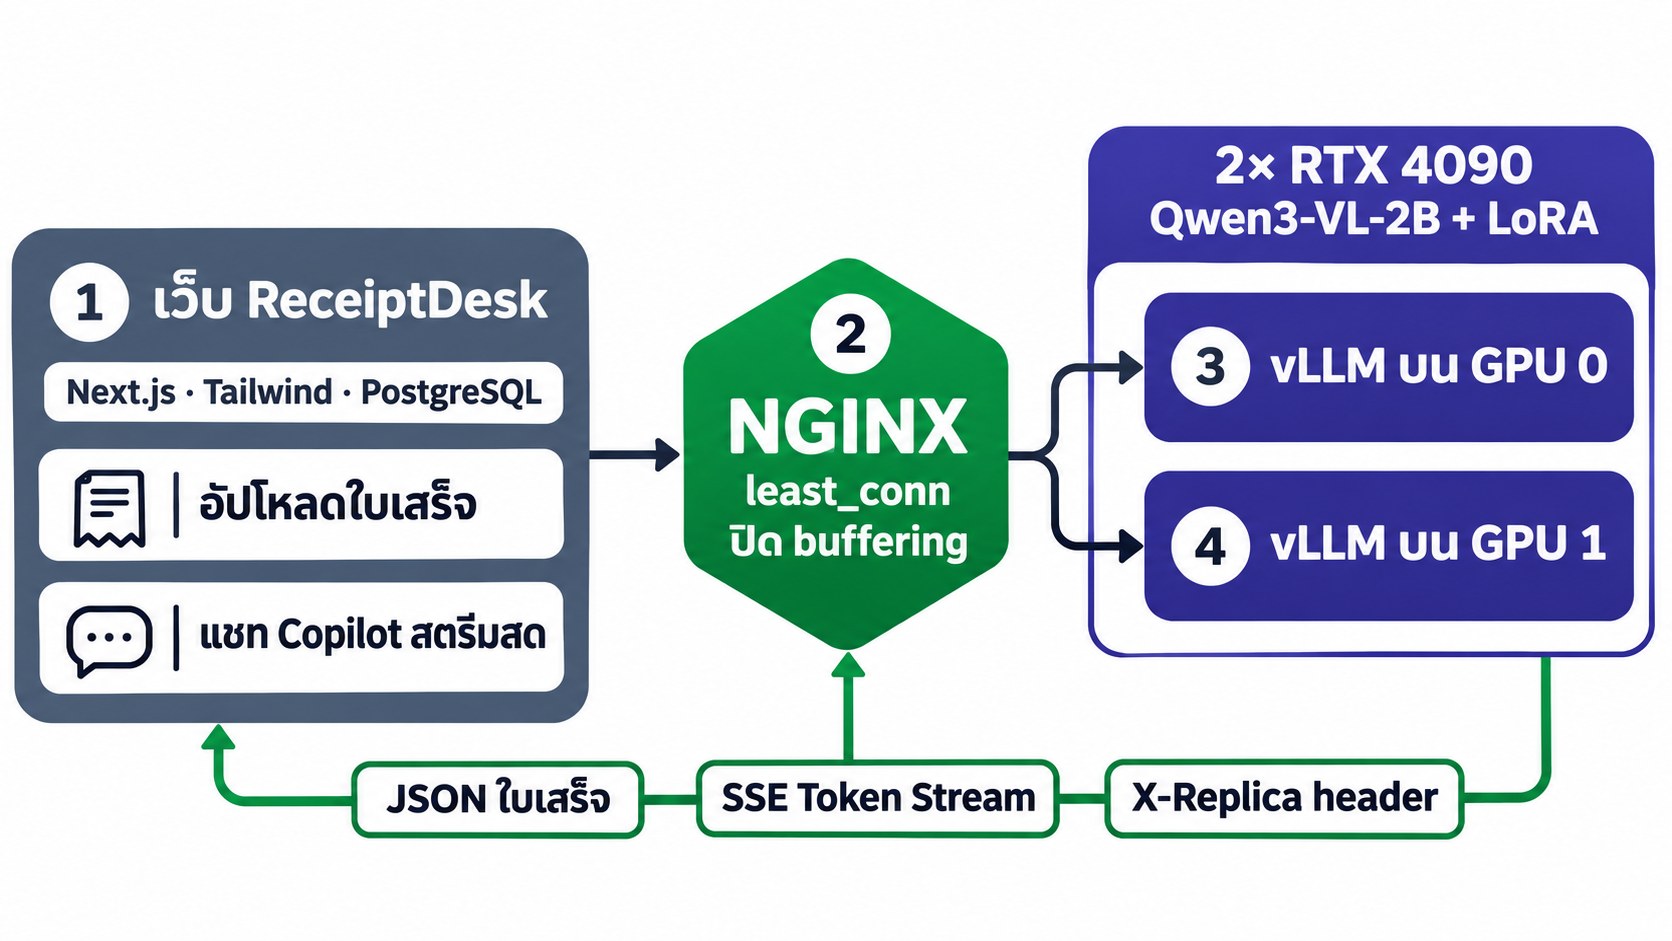 1 เว็บ ReceiptDesk
Next.js · Tailwind · PostgreSQL
อัปโหลดใบเสร็จ
แชท Copilot สตรีมสด
2
NGINX
least_conn
ปิด buffering
2× RTX 4090
Qwen3-VL-2B + LoRA
3 vLLM บน GPU 0
4 vLLM บน GPU 1
JSON ใบเสร็จ
SSE Token Stream
X-Replica header